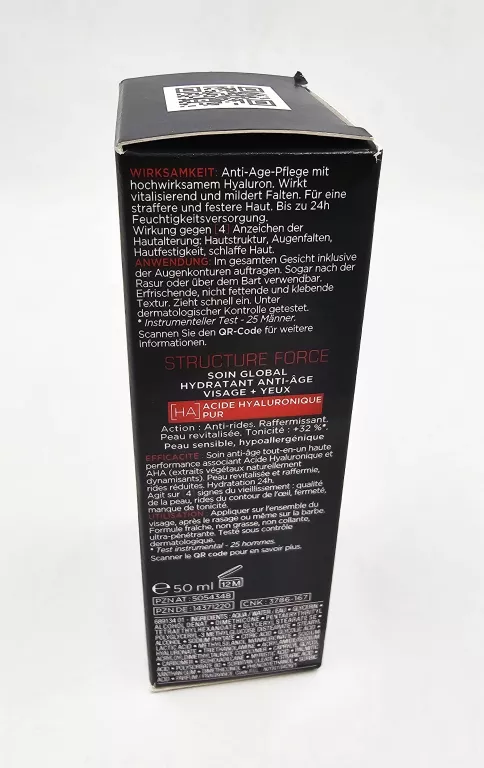 WIRKSAMKEIT: Anti-Age-Pflege mit
hochwirksamem Hyaluron. Wirkt
vitalisierend und mildert Falten. Für eine
straffere und festere Haut. Bis zu 24h
Feuchtigkeitsversorgung.
Wirkung gegen [4] Anzeichen der
Hautalterung: Hautstruktur, Augenfalten,
Hautfestigkeit, schlaffe Haut.
ANWENDUNG: Im gesamten Gesicht inklusive
der Augenkonturen auftragen. Sogar nach der
Rasur oder über dem Bart verwendbar.
Erfrischende, nicht fettende und klebende
Textur. Zieht schnell ein. Unter
dermatologischer Kontrolle getestet.
* Instrumenteller Test - 25 Männer.
Scannen Sie den QR-Code für weitere
Informationen.
STRUCTURE FORCE
SOIN GLOBAL
HYDRATANT ANTI-ÂGE
VISAGE + YEUX
[HA] ACIDE HYALURONIQUE
PUR
Action : Anti-rides. Raffermissant.
Peau revitalisée. Tonicité : +32 %*.
Peau sensible, hypoallergénique
EFFICACITÉ : Soin anti-âge tout-en-un haute
performance associant Acide Hyaluronique et
AHA (extraits végétaux naturellement
dynamisants). Peau revitalisée et raffermie,
rides réduites. Hydratation 24h.
Agit sur 4 signes du vieillissement : qualité
de la peau, rides du contour de l'œil, fermeté,
manque de tonicité.
UTILISATION : Appliquer sur l'ensemble du
visage, après le rasage ou même sur la barbe.
Formule fraîche, non grasse, non collante,
ultra-pénétrante. Testé sous contrôle
dermatologique.
* Test instrumental - 25 hommes.
Scanner le QR code pour en savoir plus.
e 50 ml 12M
PZN AT : 5054348
PZN DE : 14371220 CNK : 3786-167
689134 01 - INGREDIENTS: AQUA / WATER / EAU • GLYCERIN •
ALCOHOL DENAT. • DIMETHICONE •